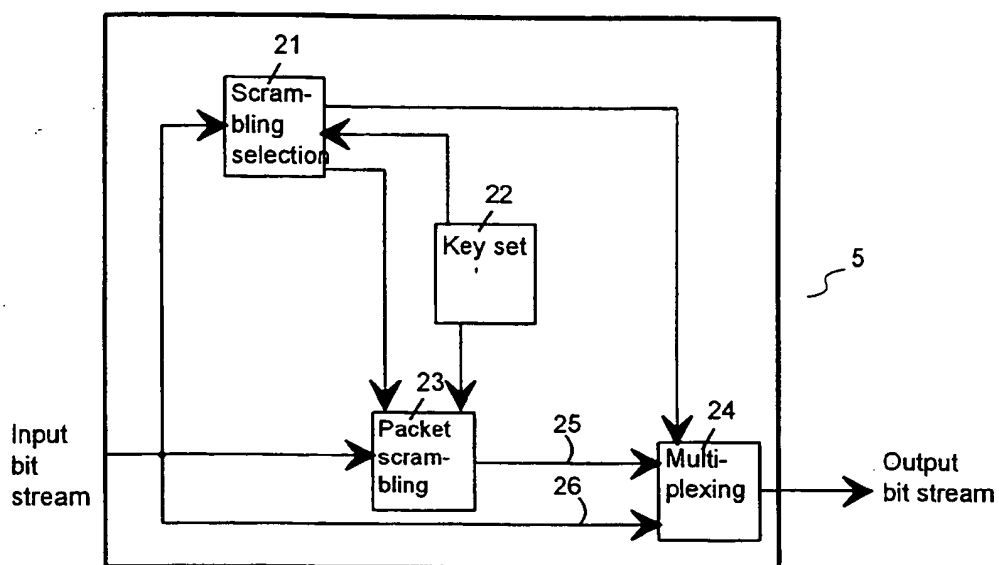 21
Scram-
bling
selection
22
Key set
5
23
Packet
scram-
bling
25
24
Multi-
plexing
26
Input
bit
stream
Output
bit stream